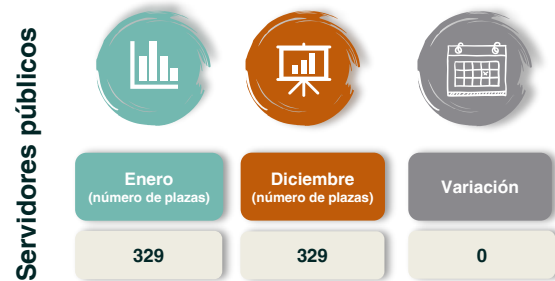 Servidores públicos
Enero
(número de plazas)
Diciembre
(número de plazas)
Variación
329
329
0